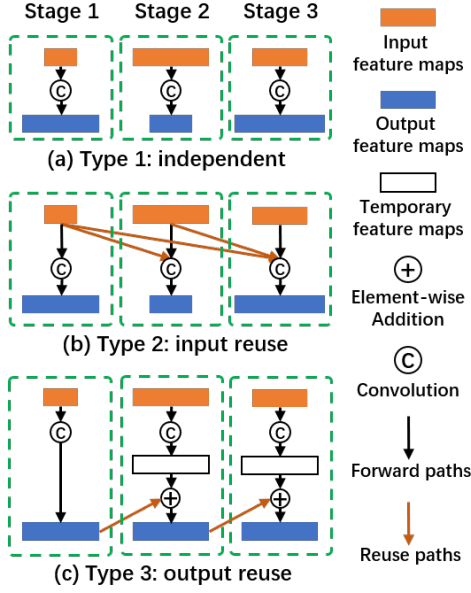 Stage 1 Stage 2 Stage 3
C C C
(a) Type 1: independent
C C C
(b) Type 2: input reuse
C C C
+ +
(c) Type 3: output reuse
Input
feature maps
Output
feature maps
Temporary
feature maps
+
Element-wise
Addition
C
Convolution
Forward paths
Reuse paths